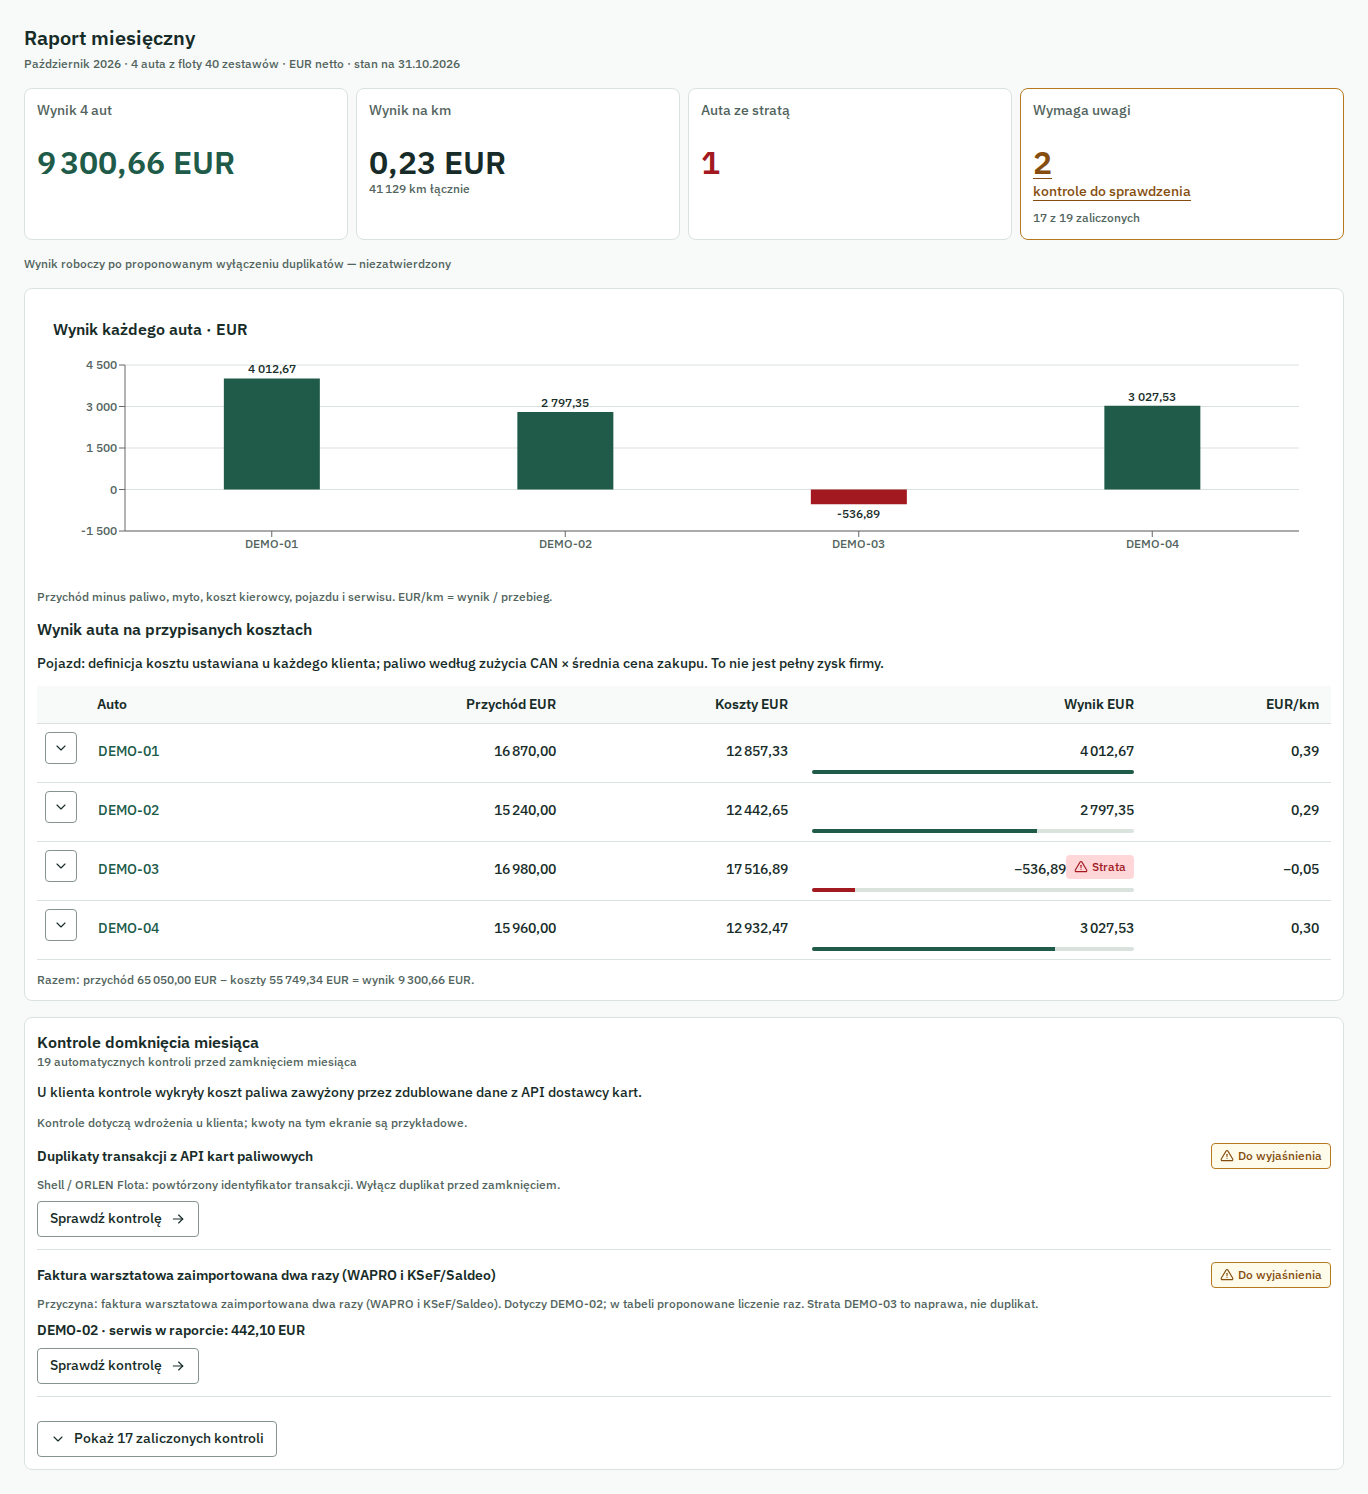 Raport miesięczny
Październik 2026 · 4 auta z floty 40 zestawów · EUR netto · stan na 31.10.2026
Wynik 4 aut
9 300,66 EUR
Wynik na km
0,23 EUR
41 129 km łącznie
Auta ze stratą
1
Wymaga uwagi
2
kontrole do sprawdzenia
17 z 19 zaliczonych
Wynik roboczy po proponowanym wyłączeniu duplikatów — niezatwierdzony
Wynik każdego auta · EUR
4 500
3 000
1 500
0
-1 500
4 012,67
2 797,35
-536,89
3 027,53
DEMO-01
DEMO-02
DEMO-03
DEMO-04
Przychód minus paliwo, myto, koszt kierowcy, pojazdu i serwisu. EUR/km = wynik / przebieg.
Wynik auta na przypisanych kosztach
Pojazd: definicja kosztu ustawiana u każdego klienta; paliwo według zużycia CAN × średnia cena zakupu. To nie jest pełny zysk firmy.
Auto Przychód EUR Koszty EUR Wynik EUR EUR/km
DEMO-01 16 870,00 12 857,33 4 012,67 0,39
DEMO-02 15 240,00 12 442,65 2 797,35 0,29
DEMO-03 16 980,00 17 516,89 −536,89 Strata −0,05
DEMO-04 15 960,00 12 932,47 3 027,53 0,30
Razem: przychód 65 050,00 EUR − koszty 55 749,34 EUR = wynik 9 300,66 EUR.
Kontrole domknięcia miesiąca
19 automatycznych kontroli przed zamknięciem miesiąca
U klienta kontrole wykryły koszt paliwa zawyżony przez zdublowane dane z API dostawcy kart.
Kontrole dotyczą wdrożenia u klienta; kwoty na tym ekranie są przykładowe.
Duplikaty transakcji z API kart paliwowych Do wyjaśnienia
Shell / ORLEN Flota: powtórzony identyfikator transakcji. Wyłącz duplikat przed zamknięciem.
Sprawdź kontrolę →
Faktura warsztatowa zaimportowana dwa razy (WAPRO i KSeF/Saldeo) Do wyjaśnienia
Przyczyna: faktura warsztatowa zaimportowana dwa razy (WAPRO i KSeF/Saldeo). Dotyczy DEMO-02; w tabeli proponowane liczenie raz. Strata DEMO-03 to naprawa, nie duplikat.
DEMO-02 · serwis w raporcie: 442,10 EUR
Sprawdź kontrolę →
Pokaż 17 zaliczonych kontroli